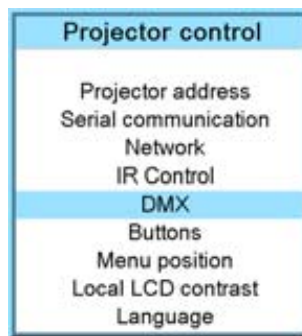 Projector control
Projector address
Serial communication
Network
IR Control
DMX
Buttons
Menu position
Local LCD contrast
Language